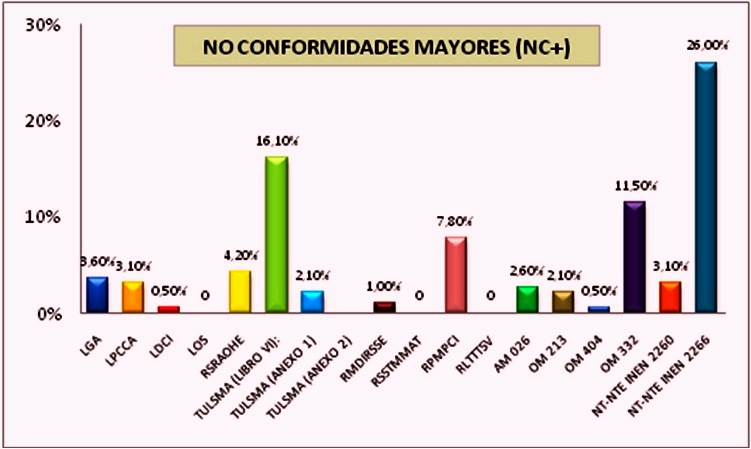 NO CONFORMIDADES MAYORES (NC+)
30%
20%
10%
0%
3,60%
3,10%
0,50%
0
4,20%
16,10%
2,10%
1,00%
0
7,80%
0
2,60%
2,10%
0,50%
11,50%
3,10%
26,00%
LGA
LPCCA
LDCI
LOS
RSRAOHE
TULSMA (LIBRO VI):
TULSMA (ANEXO 1)
TULSMA (ANEXO 2)
RMDJRSSE
RSSTMMAT
RPMPCI
RLTTTSV
AM 026
OM 213
OM 404
OM 332
NT-NTE INEN 2260
NT-NTE INEN 2266